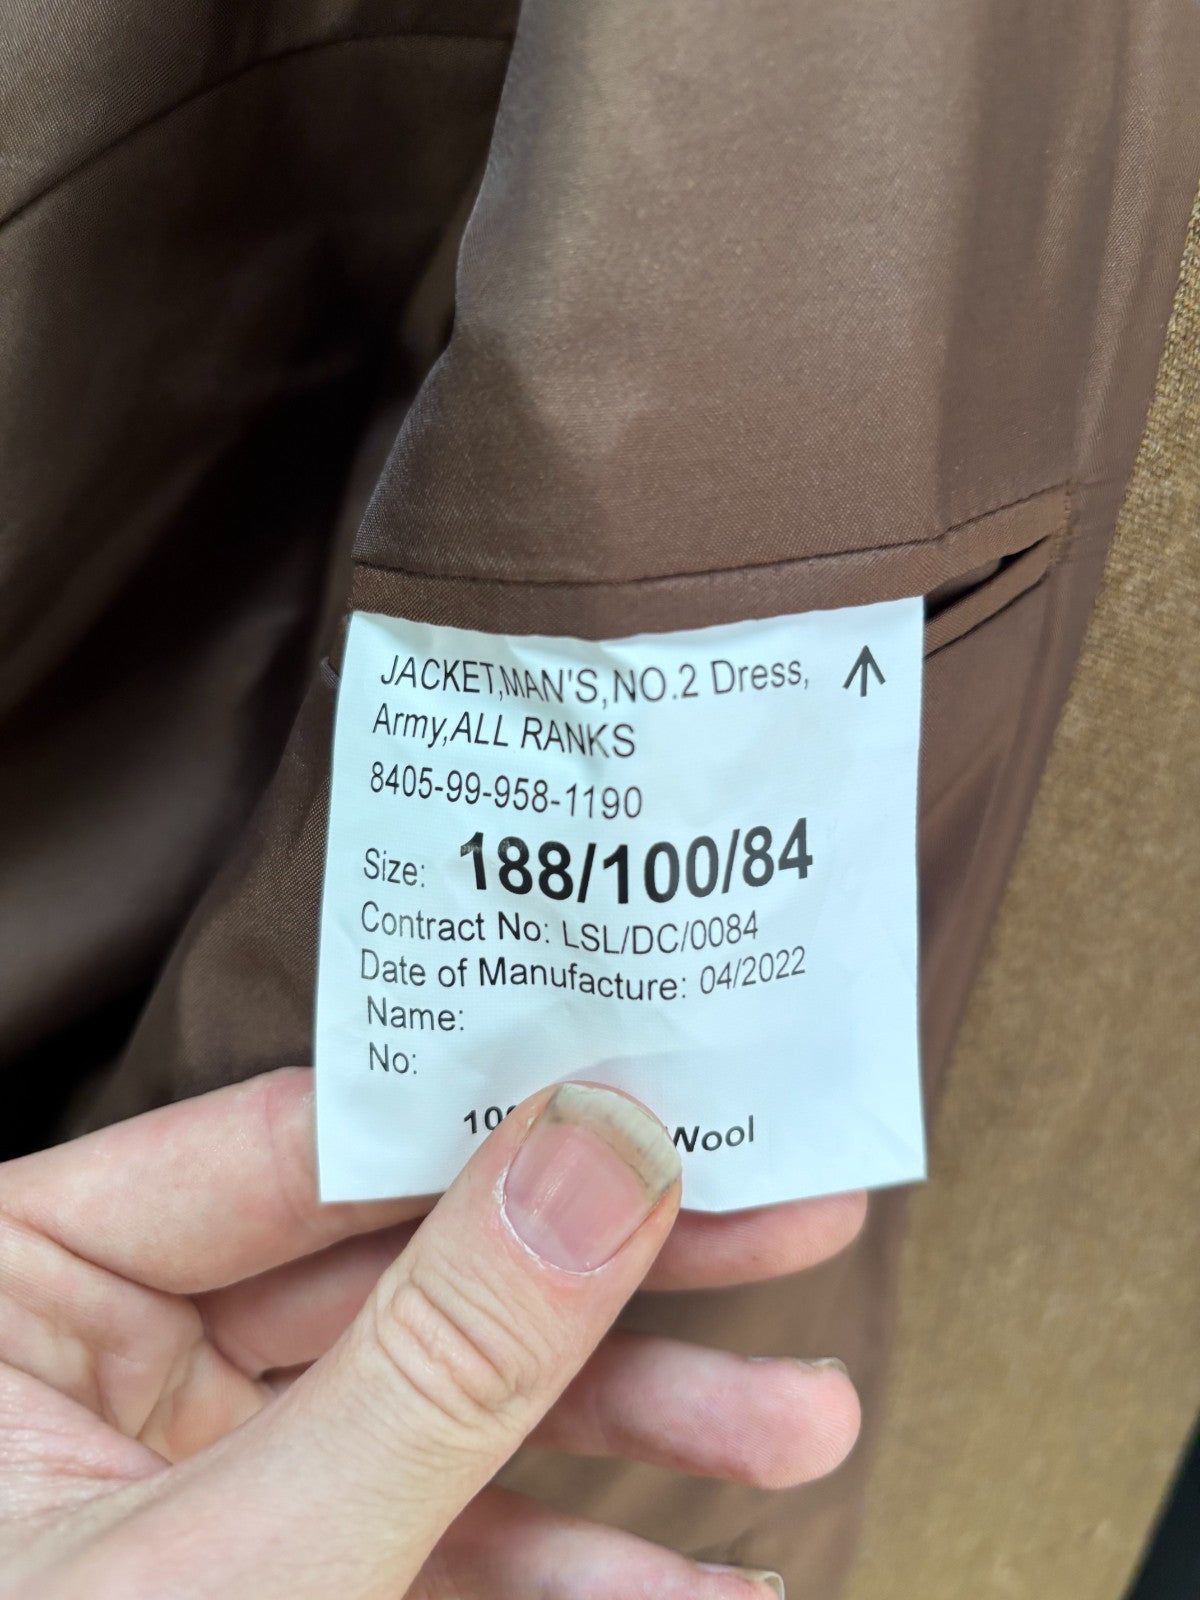 JACKET,MAN'S,NO.2 Dress,
Army,ALL RANKS
8405-99-958-1190
Size: 188/100/84
Contract No: LSL/DC/0084
Date of Manufacture: 04/2022
Name:
No:
Wool